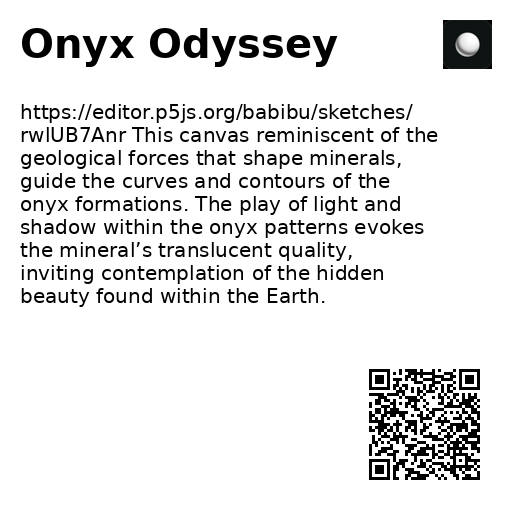 Onyx Odyssey
https://editor.p5js.org/babibu/sketches/
rwlUB7Anr This canvas reminiscent of the
geological forces that shape minerals,
guide the curves and contours of the
onyx formations. The play of light and
shadow within the onyx patterns evokes
the mineral’s translucent quality,
inviting contemplation of the hidden
beauty found within the Earth.